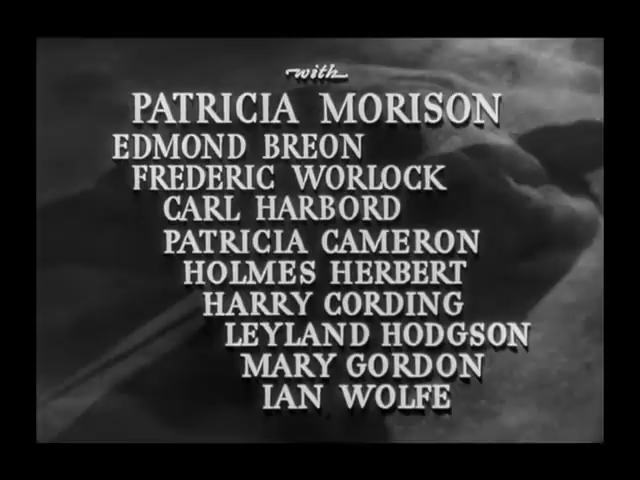 with
PATRICIA MORISON
EDMOND BREON
FREDERIC WORLOCK
CARL HARBORD
PATRICIA CAMERON
HOLMES HERBERT
HARRY CORDING
LEYLAND HODGSON
MARY GORDON
IAN WOLFE